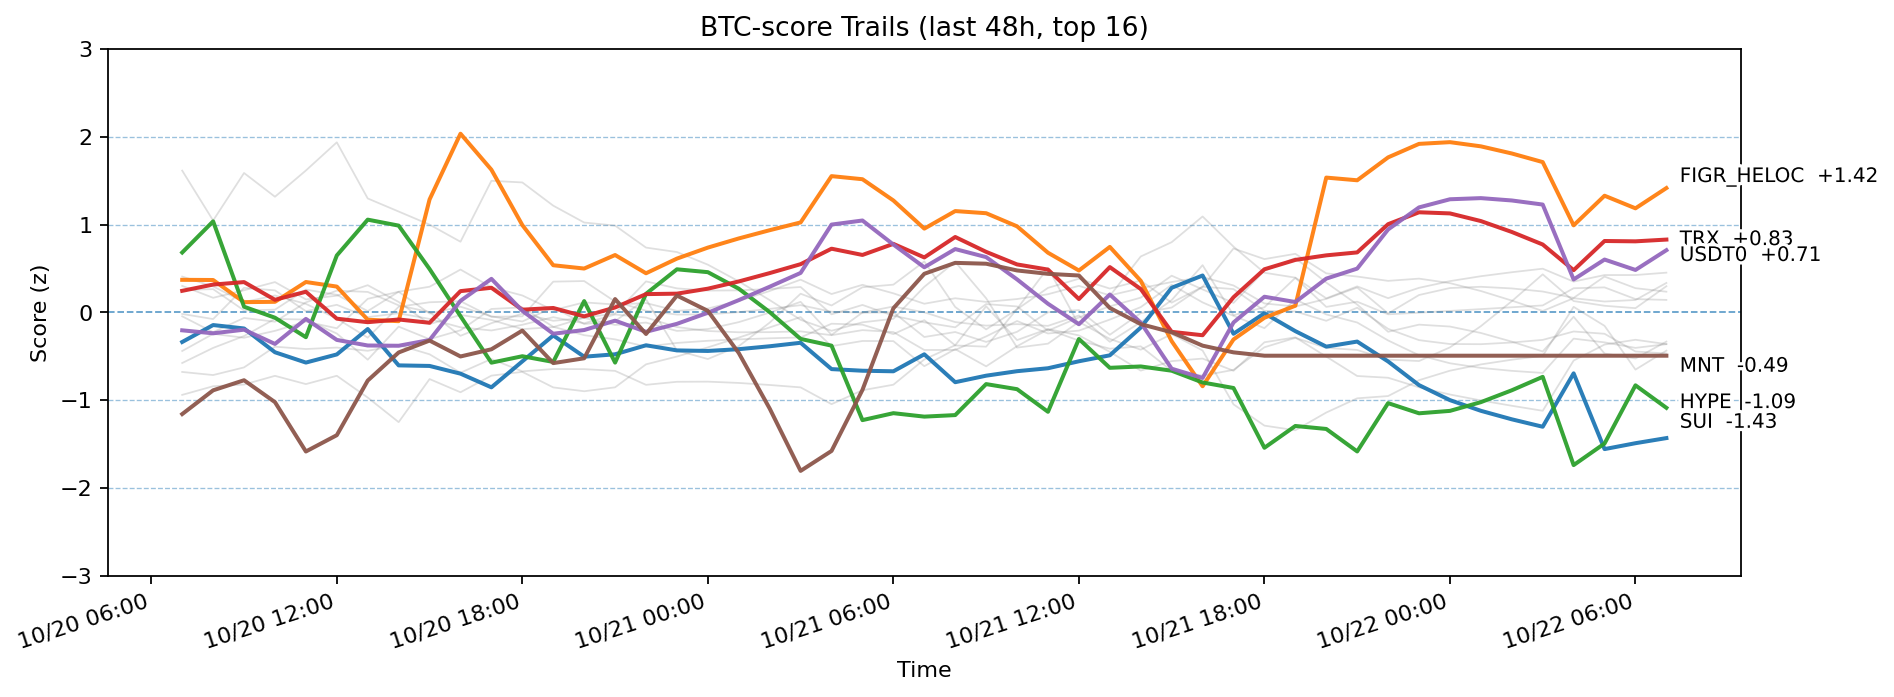 BTC-score Trails (last 48h, top 16)
Score (z)
3
2
1
0
−1
−2
−3
FIGR_HELOC +1.42
TRX +0.83
USDT0 +0.71
MNT -0.49
HYPE -1.09
SUI -1.43
10/20 06:00
10/20 12:00
10/20 18:00
10/21 00:00
10/21 06:00
10/21 12:00
10/21 18:00
10/22 00:00
10/22 06:00
Time